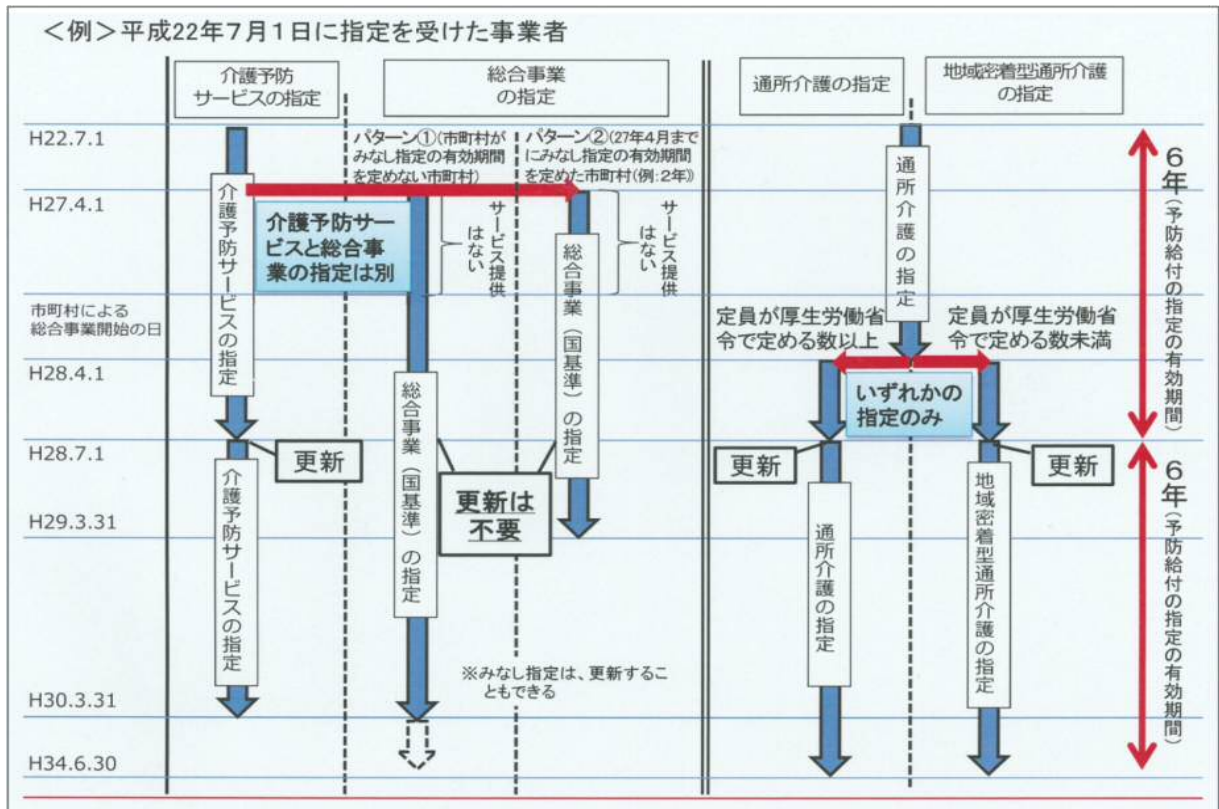 <例>平成22年7月1日に指定を受けた事業者
介護予防
サービスの指定
総合事業
の指定
通所介護の指定
地域密着型通所介護
の指定
H22.7.1
H27.4.1
市町村による
総合事業開始の日
H28.4.1
H28.7.1
H29.3.31
H30.3.31
H34.6.30
パターン①(市町村が
みなし指定の有効期間
を定めない市町村)
パターン②(27年4月まで
にみなし指定の有効期間
を定めた市町村(例:2年))
介護予防サービスの指定
介護予防サー
ビスと総合事
業の指定は別
サービス提供
はない
サービス提供
はない
総合事業(国基準)の指定
総合事業(国基準)の指定
更新
介護予防サービスの指定
更新は
不要
※みなし指定は、更新するこ
ともできる
通所介護の指定
定員が厚生労働省
令で定める数以上
定員が厚生労働省
令で定める数未満
いずれかの
指定のみ
更新
更新
通所介護の指定
地域密着型通所介護の指定
6年(予防給付の指定の有効期間)
6年(予防給付の指定の有効期間)